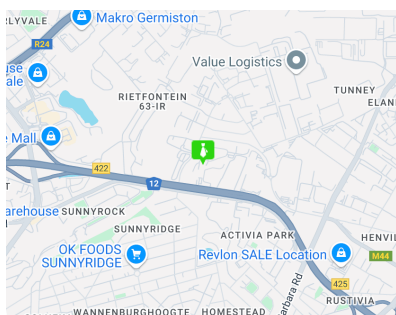 Makro Germiston
RLYVALE
R24
Value Logistics
use
ale
RIETFONTEIN
63-IR
TUNNEY
ELAN
e Mall
422
T
12
arehouse
SUNNYROCK
SUNNYRIDGE
ACTIVIA PARK
HENVIL
OK FOODS
SUNNYRIDGE
Revlon SALE Location
M44
425
arbara Rd
RUSTIVIA
WANNENBURGHOOGTE
HOMESTEAD